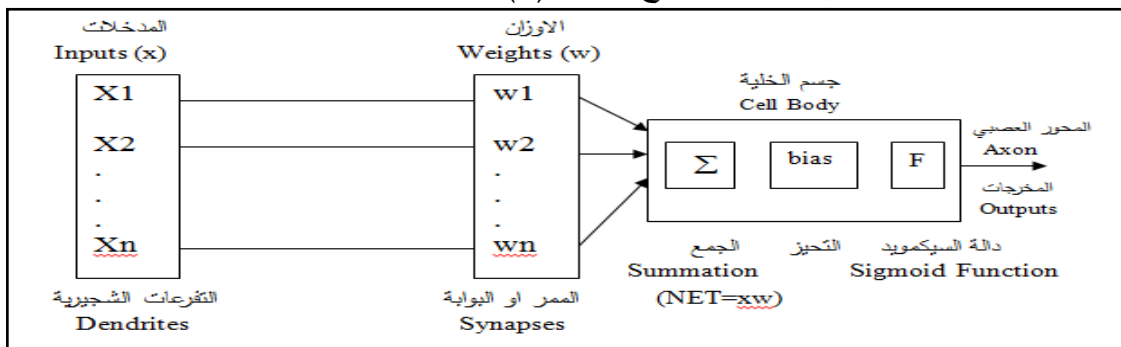 المدخلات
Inputs (x)
X1
X2
.
.
.
Xn
التفرعات الشجيرية
Dendrites
الاوزان
Weights (w)
w1
w2
.
.
.
wn
الممر او البوابة
Synapses
جسم الخلية
Cell Body
Σ
bias
F
الجمع
Summation
(NET=xw)
التحيز
دالة السيكمويد
Sigmoid Function
المحور العصبي
Axon
المخرجات
Outputs